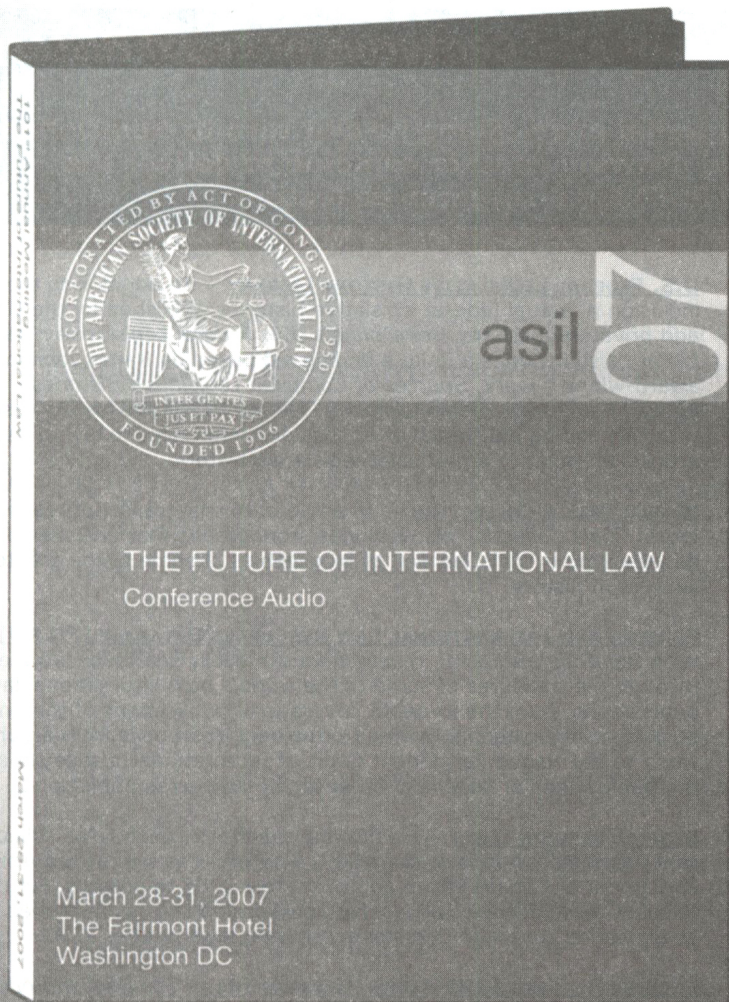 101st Annual Meeting
The Future of International Law
March 28-31, 2007
INCORPORATED BY ACT OF CONGRESS 1950
THE AMERICAN SOCIETY OF INTERNATIONAL LAW
INTER GENTES
JUS ET PAX
FOUNDED 1906
asil 07
THE FUTURE OF INTERNATIONAL LAW
Conference Audio
March 28-31, 2007
The Fairmont Hotel
Washington DC